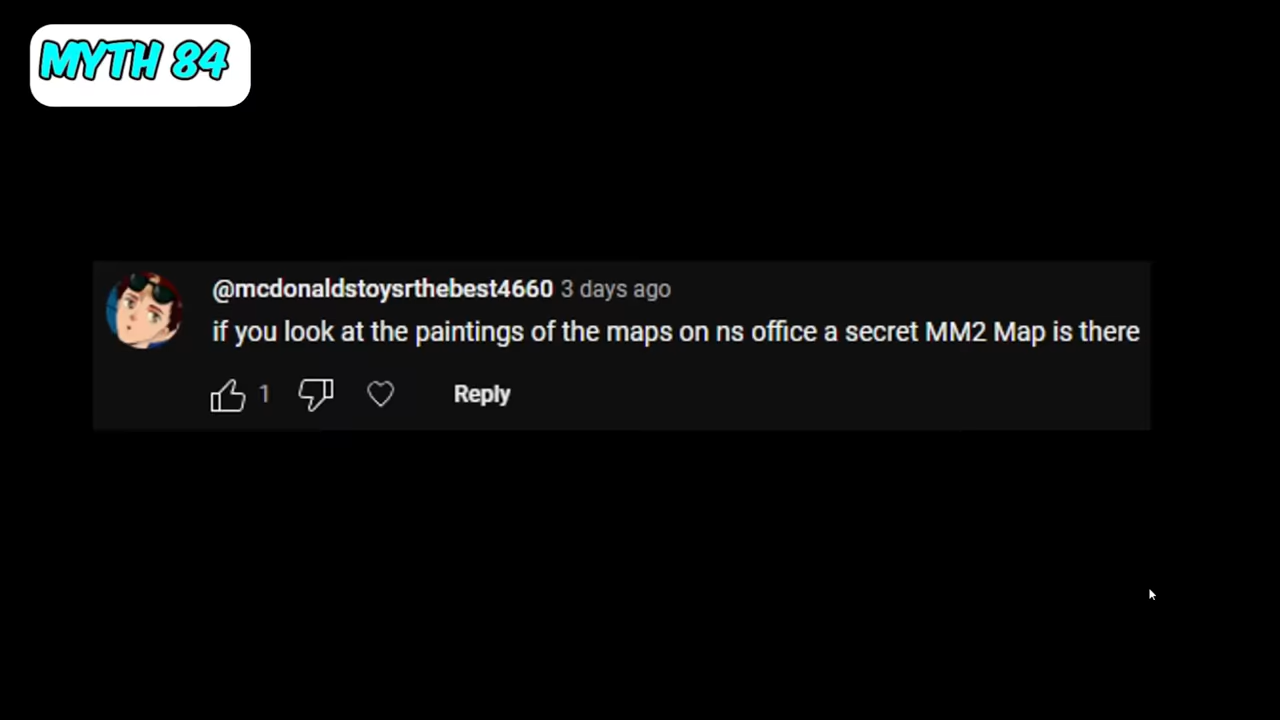 MYTH 84
@mcdonaldstoysrthebest4660 3 days ago
if you look at the paintings of the maps on ns office a secret MM2 Map is there
1 Reply